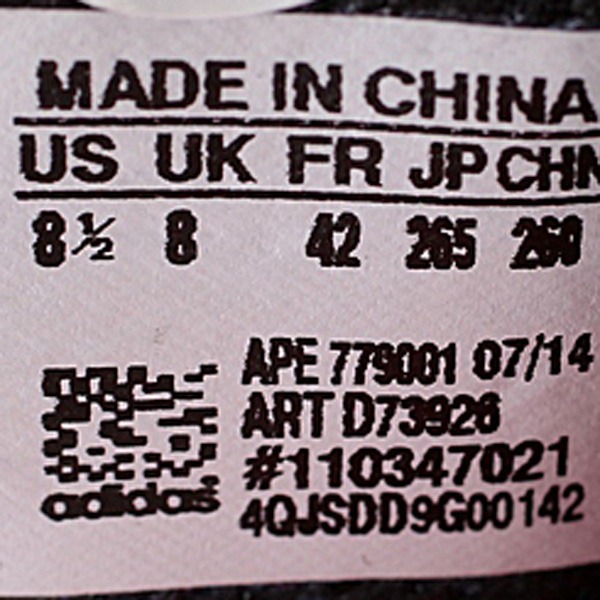 MADE IN CHINA
US UK FR JP CHN
8½ 8 42 265 260
APE 779001 07/14
ART D73926
#110347021
4QJSDD9G00142
adidas